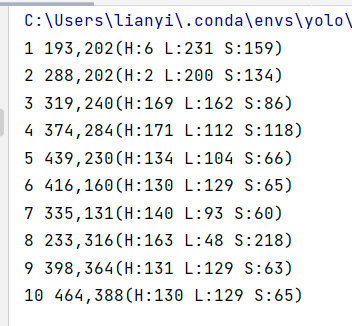 C:\Users\lianyi\.conda\envs\yolo\
1 193,202(H:6 L:231 S:159)
2 288,202(H:2 L:200 S:134)
3 319,240(H:169 L:162 S:86)
4 374,284(H:171 L:112 S:118)
5 439,230(H:134 L:104 S:66)
6 416,160(H:130 L:129 S:65)
7 335,131(H:140 L:93 S:60)
8 233,316(H:163 L:48 S:218)
9 398,364(H:131 L:129 S:63)
10 464,388(H:130 L:129 S:65)